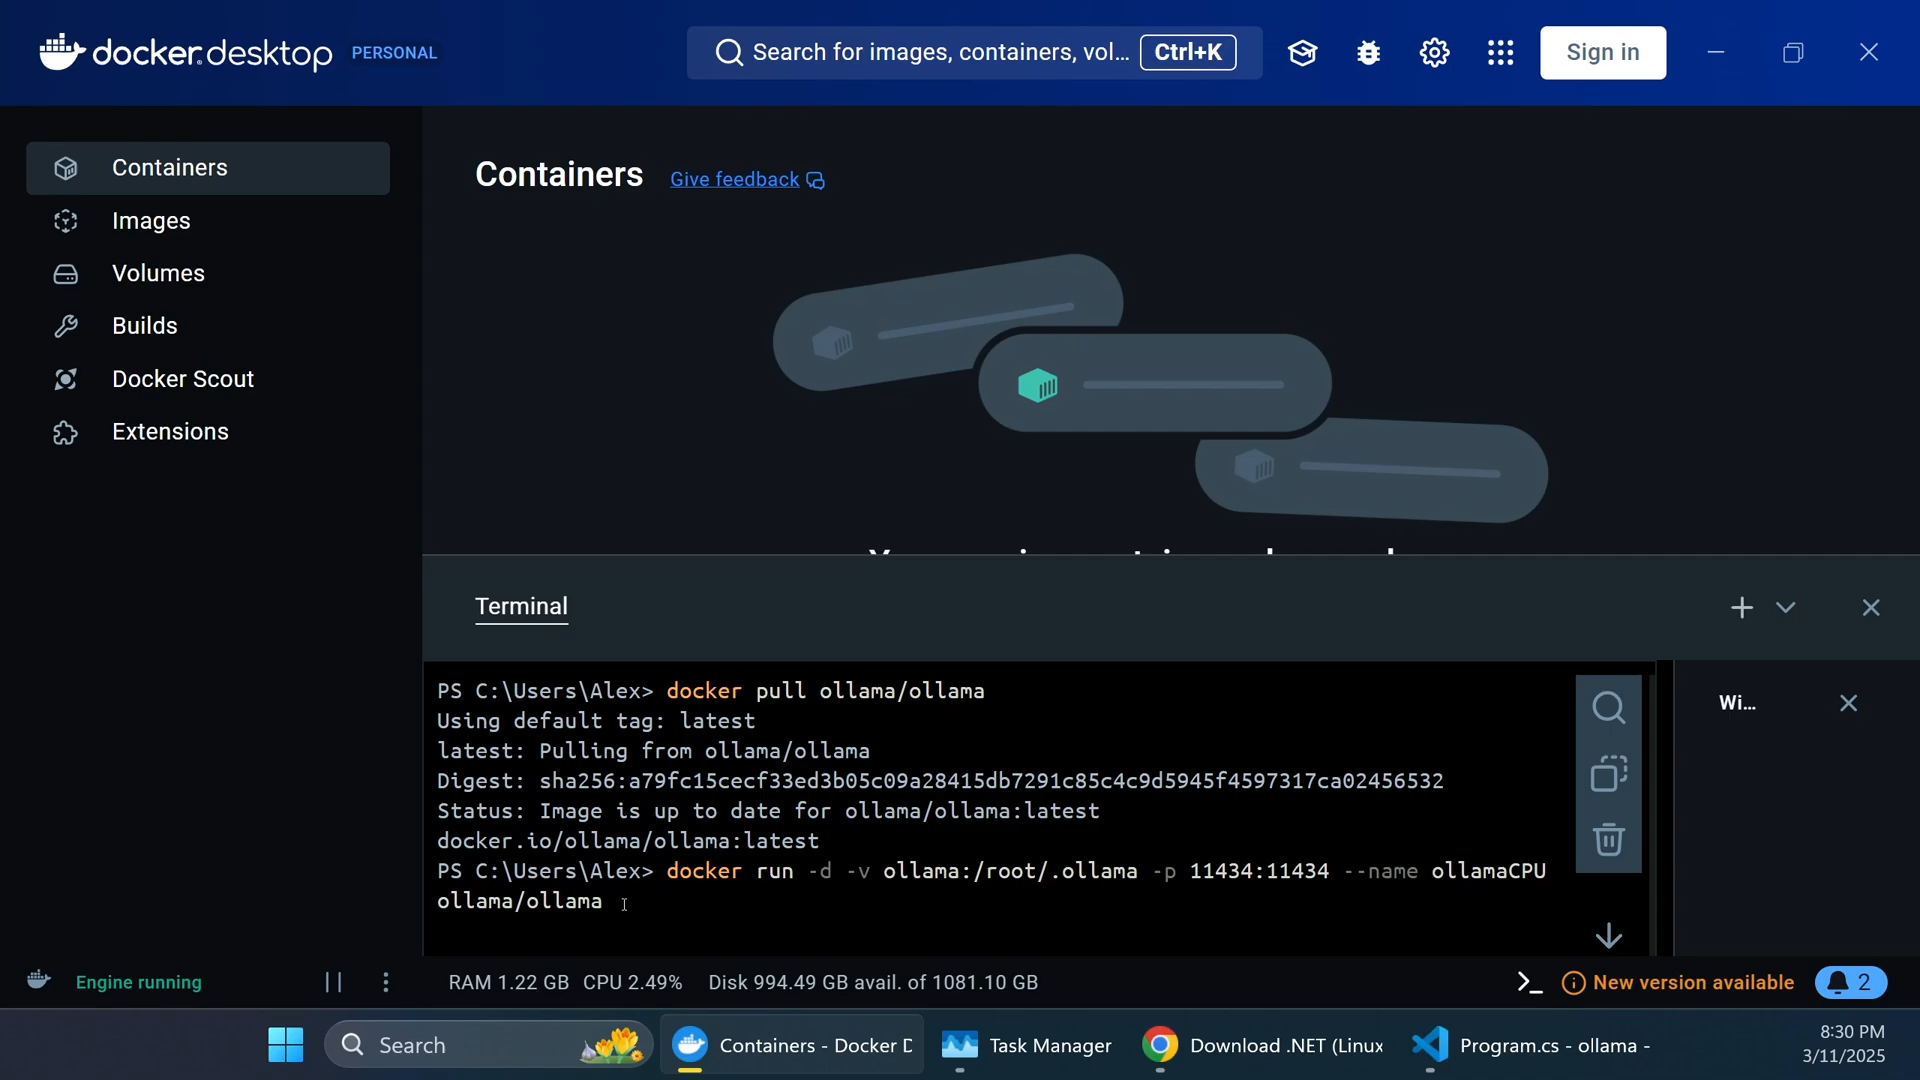 docker.desktop PERSONAL
Search for images, containers, vol... Ctrl+K
Sign in
Containers
Images
Volumes
Builds
Docker Scout
Extensions
Containers
Give feedback
Terminal
PS C:\Users\Alex> docker pull ollama/ollama
Using default tag: latest
latest: Pulling from ollama/ollama
Digest: sha256:a79fc15cecf33ed3b05c09a28415db7291c85c4c9d5945f4597317ca02456532
Status: Image is up to date for ollama/ollama:latest
docker.io/ollama/ollama:latest
PS C:\Users\Alex> docker run -d -v ollama:/root/.ollama -p 11434:11434 --name ollamaCPU
ollama/ollama
Wi...
Engine running
RAM 1.22 GB CPU 2.49% Disk 994.49 GB avail. of 1081.10 GB
New version available
2
Search
Containers - Docker D
Task Manager
Download .NET (Linux
Program.cs - ollama -
8:30 PM
3/11/2025